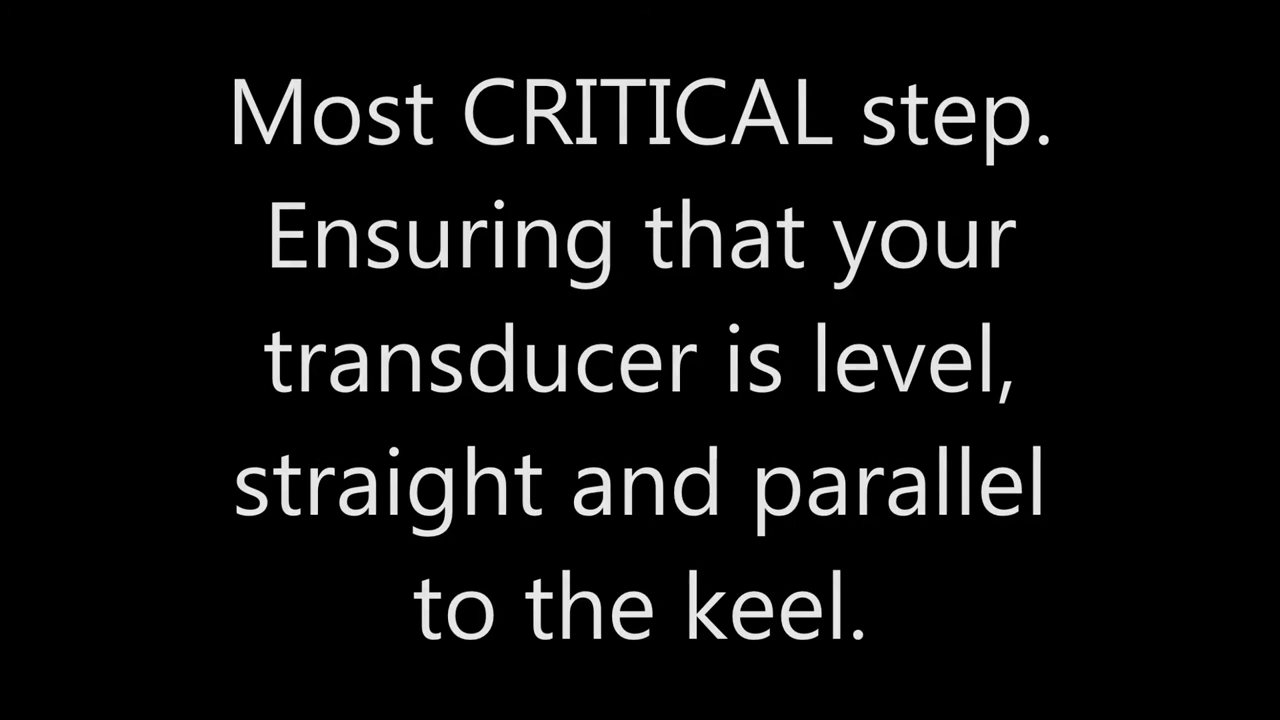 Most CRITICAL step.
Ensuring that your
transducer is level,
straight and parallel
to the keel.